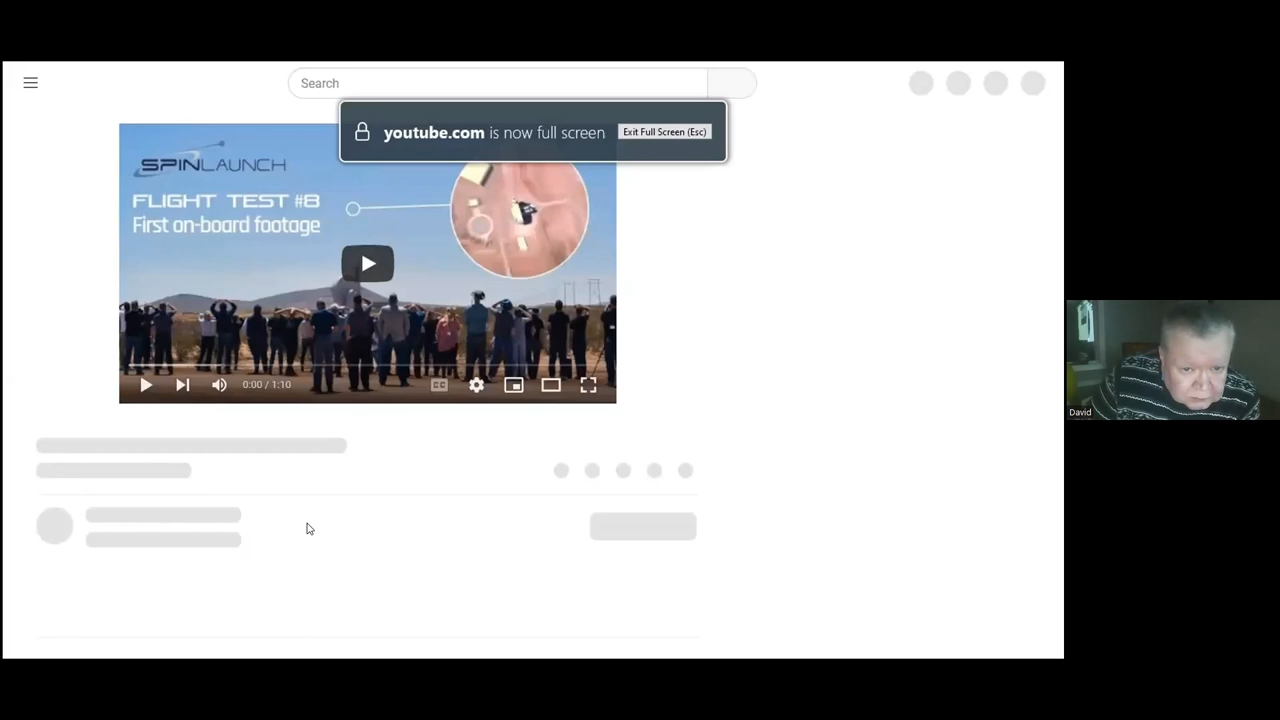 Search
youtube.com is now full screen Exit Full Screen (Esc)
SPINLAUNCH
FLIGHT TEST #8
First on-board footage
0:00 / 1:10
CC
David